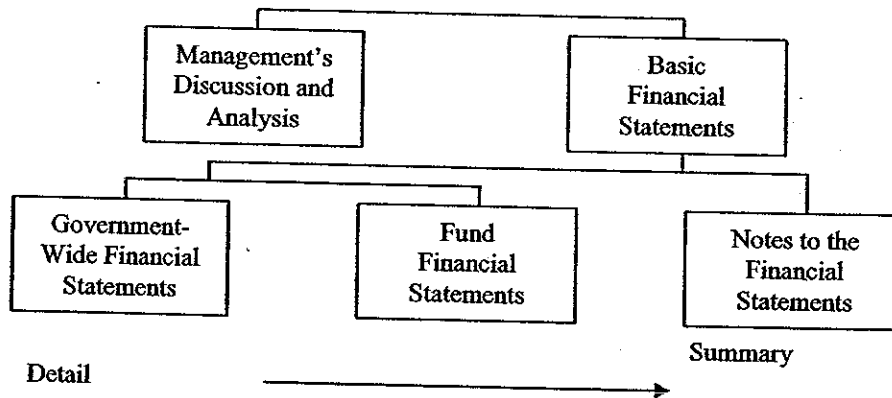 Management's
Discussion and
Analysis
Basic
Financial
Statements
Government-
Wide Financial
Statements
Fund
Financial
Statements
Notes to the
Financial
Statements
Summary
Detail